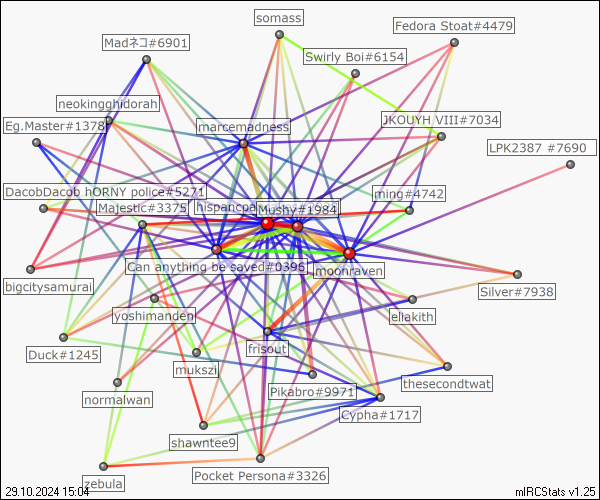 somass
Fedora Stoat#4479
Madネコ#6901
Swirly Boi#6154
neokingghidorah
Eg.Master#1378
marcemadness
JKOUYH VIII#7034
LPK2387 #7690
DacobDacob hORNY police#5271
ming#4742
Majestic#3375
Mushy#1984
Can anything be saved#0396
moonraven
bigcitysamurai
Silver#7938
yoshimanden
eliakith
Duck#1245
frisout
mukszi
thesecondtwat
Pikabro#9971
normalwan
Cypha#1717
shawntee9
Pocket Persona#3326
zebula
29.10.2024 15:04
mIRCStats v1.25